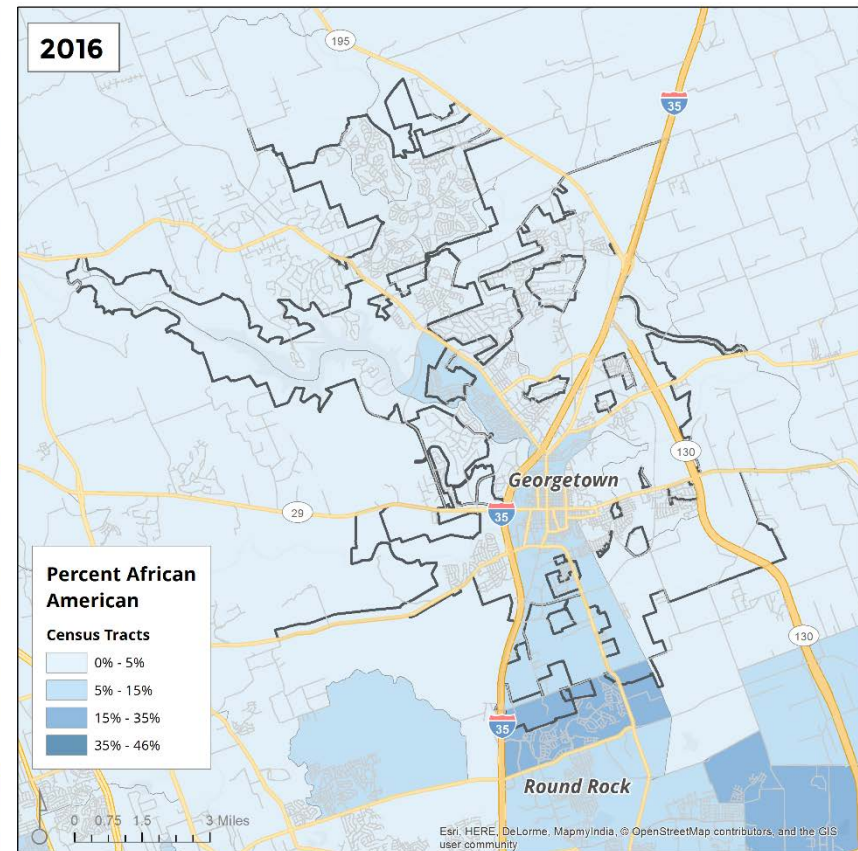 2016
195
35
Georgetown
130
29
35
Percent African
American
Census Tracts
0% - 5%
5% - 15%
15% - 35%
35% - 46%
130
35
Round Rock
0 0.75 1.5 3 Miles
Esri, HERE, DeLorme, MapmyIndia, © OpenStreetMap contributors, and the GIS
user community